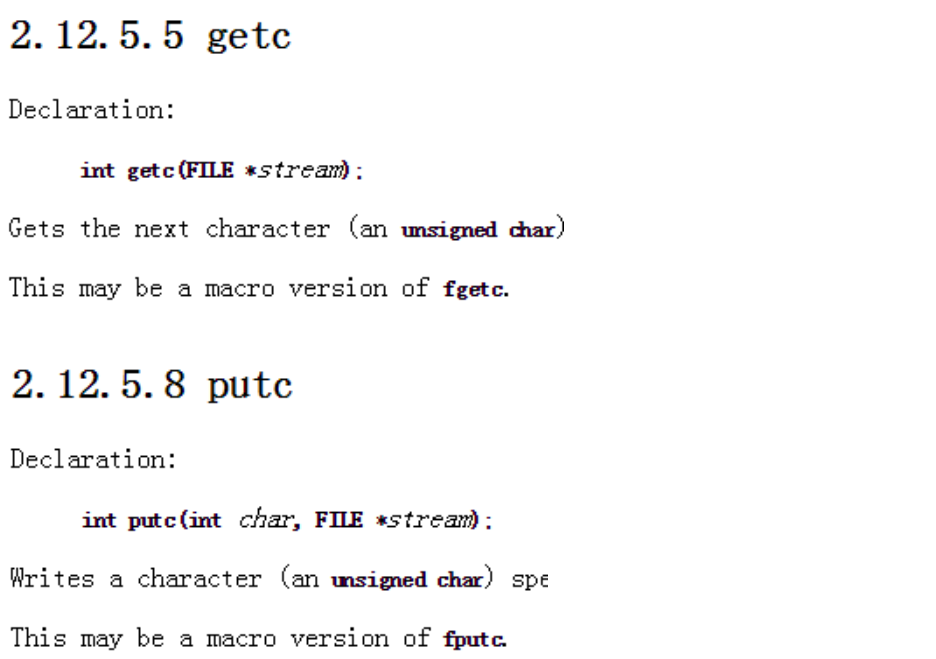 2.12.5.5 getc
Declaration:
int getc(FILE *stream);
Gets the next character (an unsigned char)
This may be a macro version of fgetc.
2.12.5.8 putc
Declaration:
int putc(int char, FILE *stream);
Writes a character (an unsigned char)
This may be a macro version of fputc.